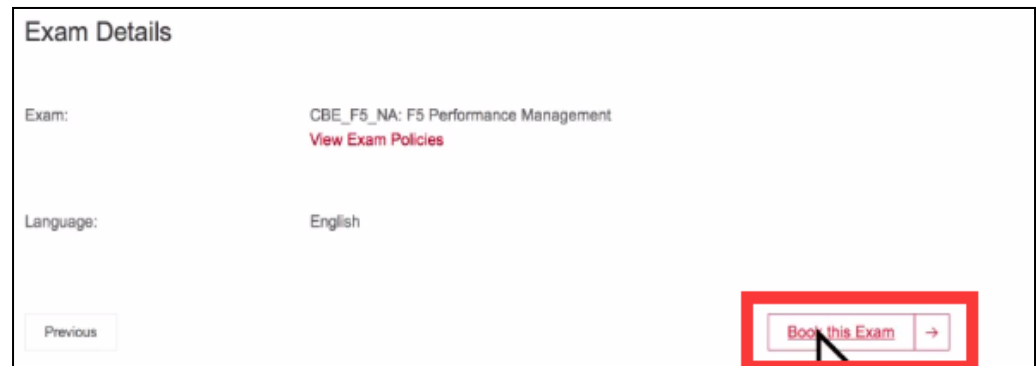 Exam Details
Exam: CBE_F5_NA: F5 Performance Management
View Exam Policies
Language: English
Previous Book this Exam →